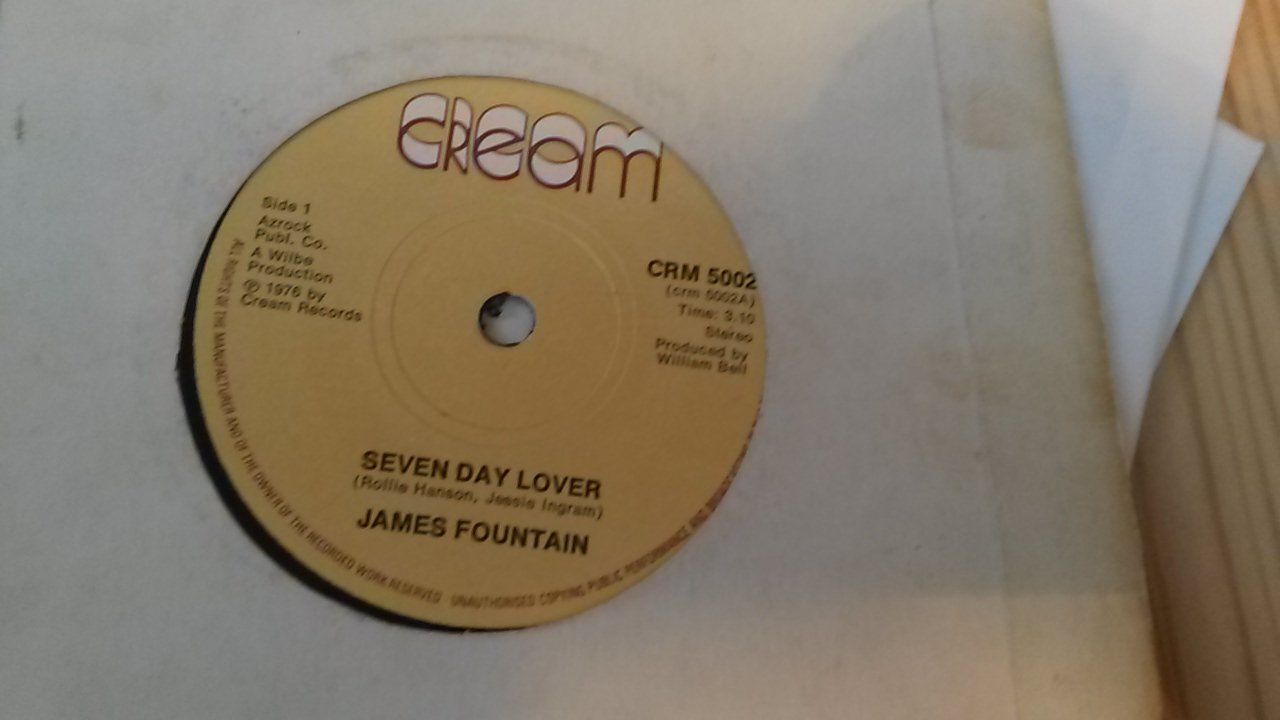 cream
Side 1
Azrock
Publ. Co.
A Wilbe
Production
℗ 1976 by
Cream Records
CRM 5002
(crm 5002A)
Time: 3.10
Stereo
Produced by
William Bell
SEVEN DAY LOVER
(Rollie Hanson, Jessie Ingram)
JAMES FOUNTAIN
ALL RIGHTS OF THE MANUFACTURER AND OF THE OWNER OF THE RECORDED WORK RESERVED UNAUTHORISED COPYING PUBLIC PERFORMANCE AND